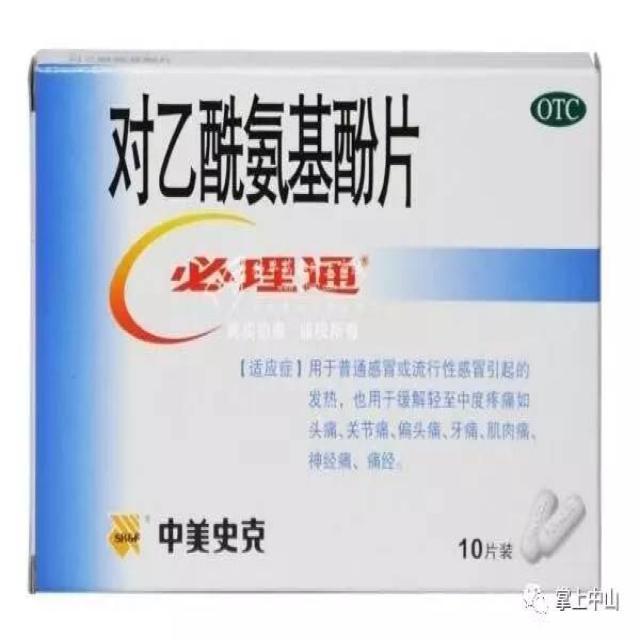 对乙酰氨基酚片
OTC
必理通®
【适应症】用于普通感冒或流行性感冒引起的
发热，也用于缓解轻至中度疼痛如
头痛、关节痛、偏头痛、牙痛、肌肉痛、
神经痛、痛经。
SK&F
中美史克
10片装
掌上中山